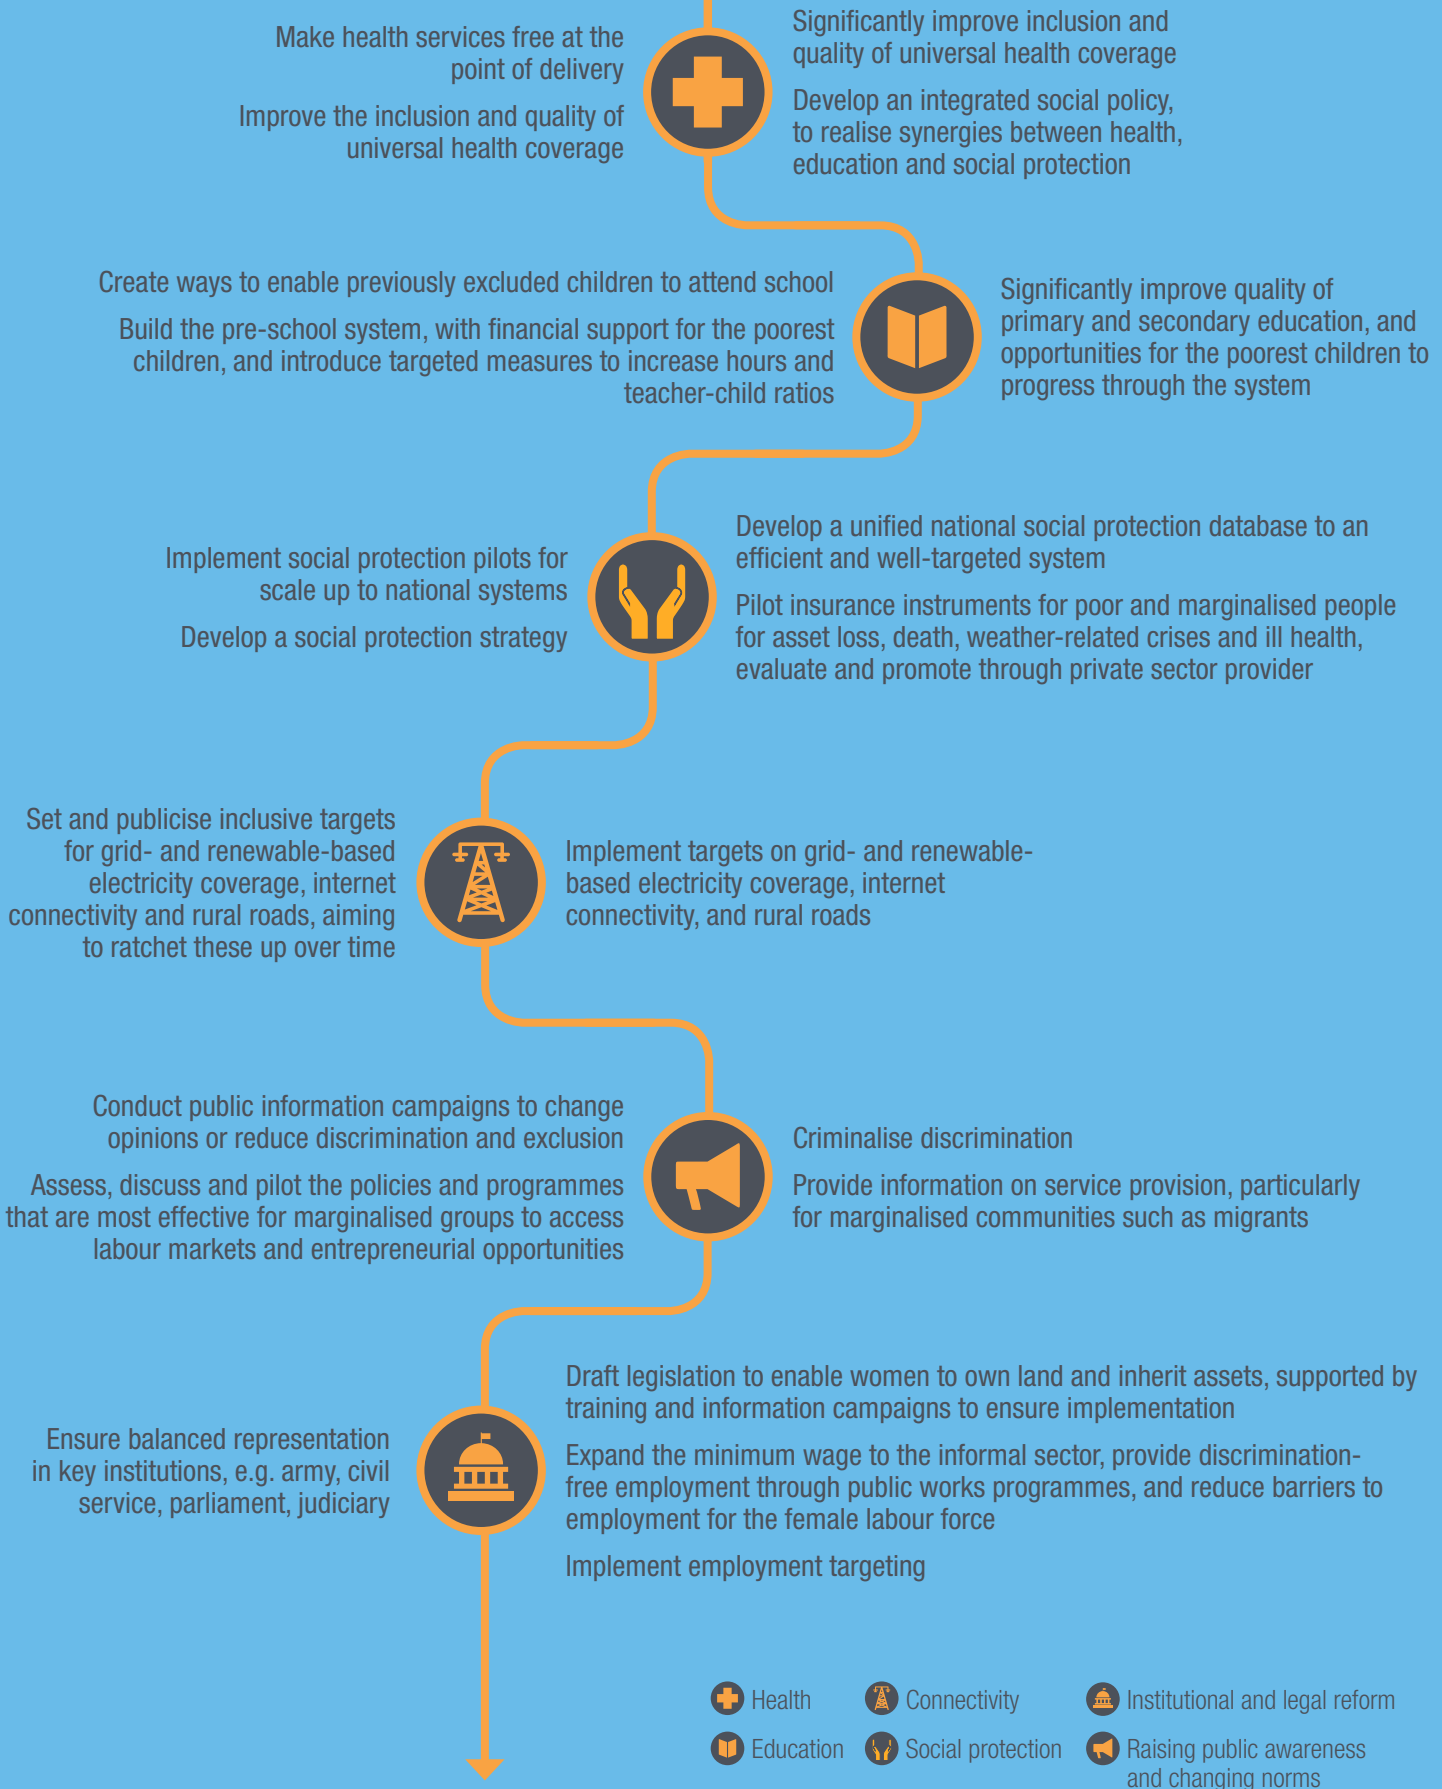 Make health services free at the
point of delivery
Improve the inclusion and quality of
universal health coverage
Significantly improve inclusion and
quality of universal health coverage
Develop an integrated social policy,
to realise synergies between health,
education and social protection
Create ways to enable previously excluded children to attend school
Build the pre-school system, with financial support for the poorest
children, and introduce targeted measures to increase hours and
teacher-child ratios
Significantly improve quality of
primary and secondary education, and
opportunities for the poorest children to
progress through the system
Implement social protection pilots for
scale up to national systems
Develop a social protection strategy
Develop a unified national social protection database to an
efficient and well-targeted system
Pilot insurance instruments for poor and marginalised people
for asset loss, death, weather-related crises and ill health,
evaluate and promote through private sector provider
Set and publicise inclusive targets
for grid- and renewable-based
electricity coverage, internet
connectivity and rural roads, aiming
to ratchet these up over time
Implement targets on grid- and renewable-
based electricity coverage, internet
connectivity, and rural roads
Conduct public information campaigns to change
opinions or reduce discrimination and exclusion
Assess, discuss and pilot the policies and programmes
that are most effective for marginalised groups to access
labour markets and entrepreneurial opportunities
Criminalise discrimination
Provide information on service provision, particularly
for marginalised communities such as migrants
Ensure balanced representation
in key institutions, e.g. army, civil
service, parliament, judiciary
Draft legislation to enable women to own land and inherit assets, supported by
training and information campaigns to ensure implementation
Expand the minimum wage to the informal sector, provide discrimination-
free employment through public works programmes, and reduce barriers to
employment for the female labour force
Implement employment targeting
Health
Connectivity
Institutional and legal reform
Education
Social protection
Raising public awareness
and changing norms